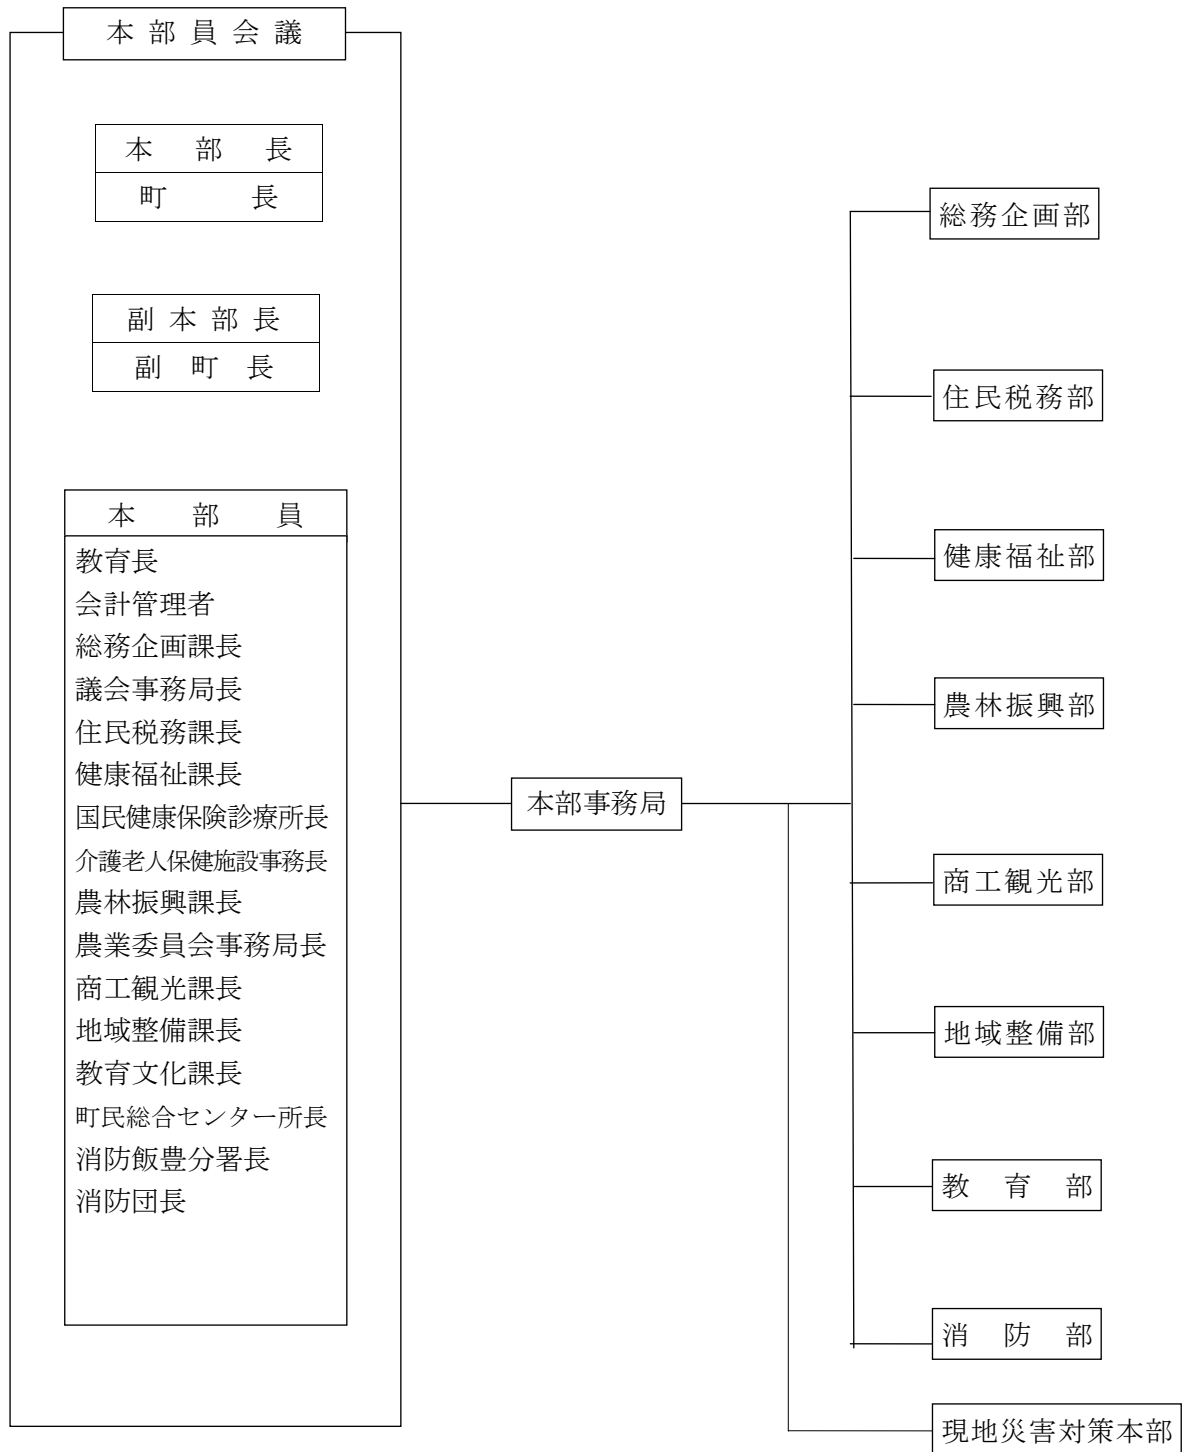 本部員会議
本部長
町長
副本部長
副町長
本部員
教育長
会計管理者
総務企画課長
議会事務局長
住民税務課長
健康福祉課長
国民健康保険診療所長
介護老人保健施設事務長
農林振興課長
農業委員会事務局長
商工観光課長
地域整備課長
教育文化課長
町民総合センター所長
消防飯豊分署長
消防団長
本部事務局
総務企画部
住民税務部
健康福祉部
農林振興部
商工観光部
地域整備部
教育部
消防部
現地災害対策本部